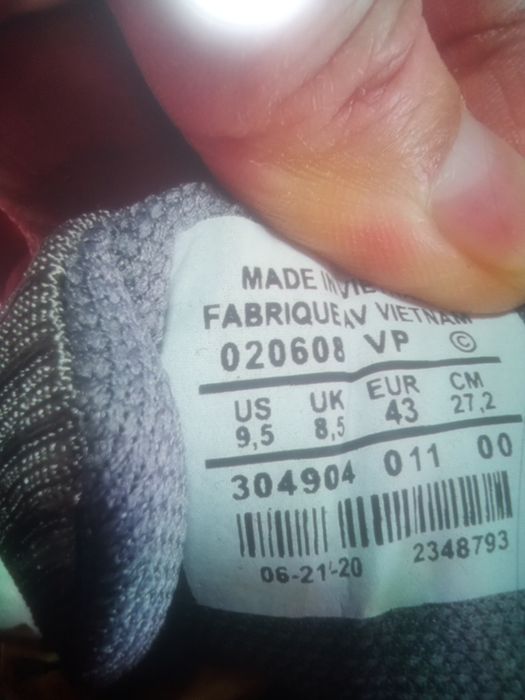 MADE IN
FABRIQUE AV VIETNAM
020608 VP ©
US UK EUR CM
9,5 8,5 43 27,2
304904 011 00
06-21-20 2348793